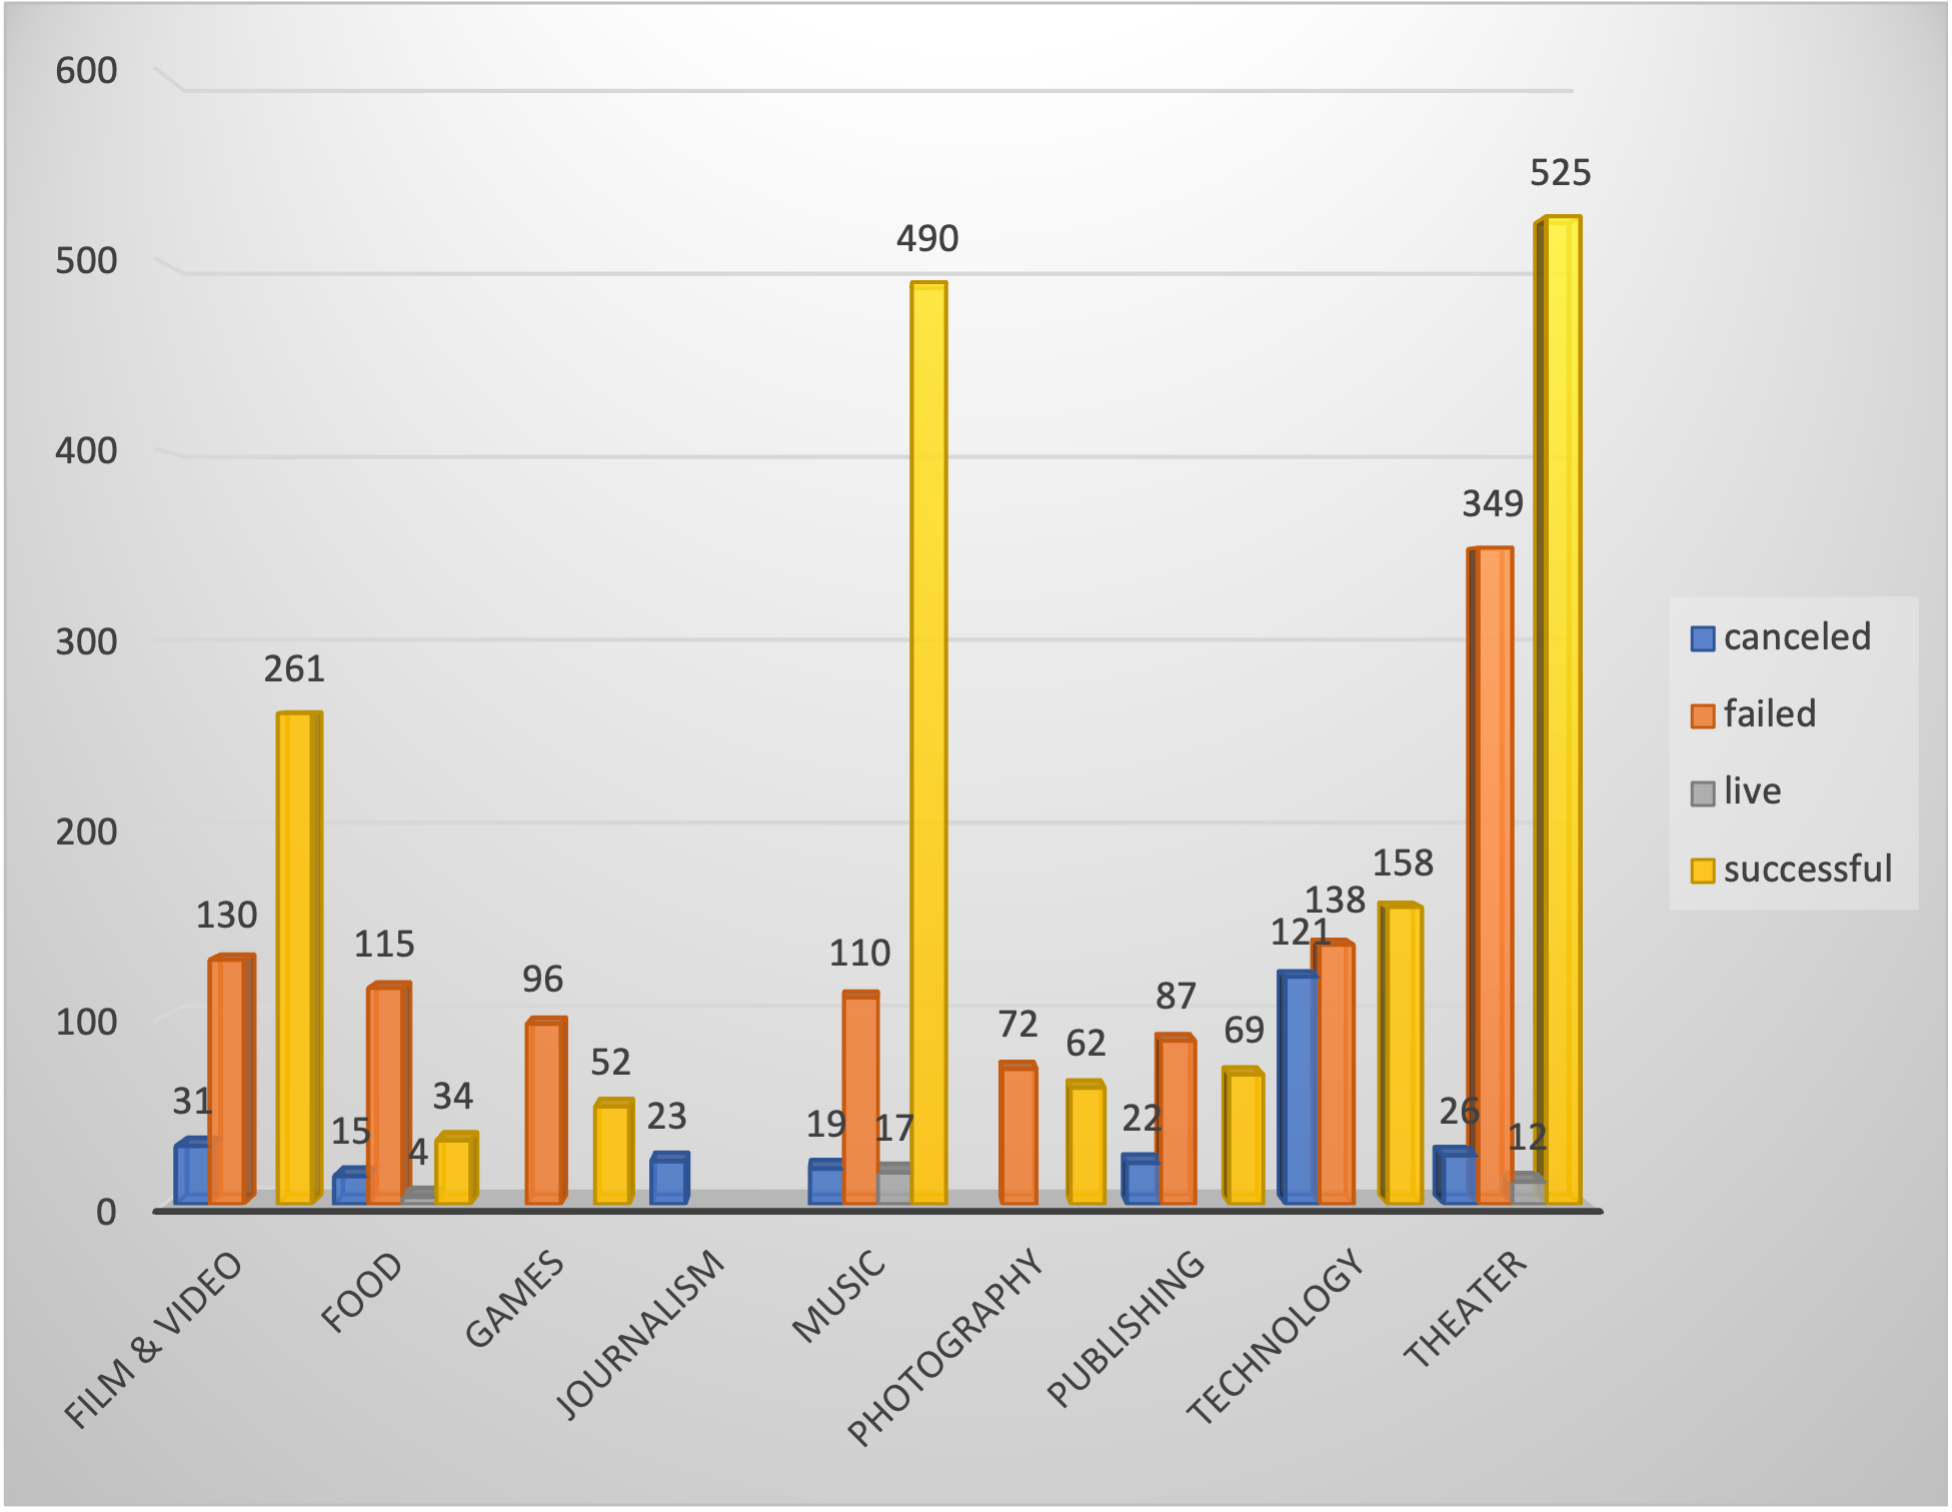 600
500
400
300
200
100
0
31
130
261
15
115
4
34
96
52
23
19
110
17
490
72
62
22
87
69
121
138
158
26
349
12
525
FILM & VIDEO
FOOD
GAMES
JOURNALISM
MUSIC
PHOTOGRAPHY
PUBLISHING
TECHNOLOGY
THEATER
canceled
failed
live
successful